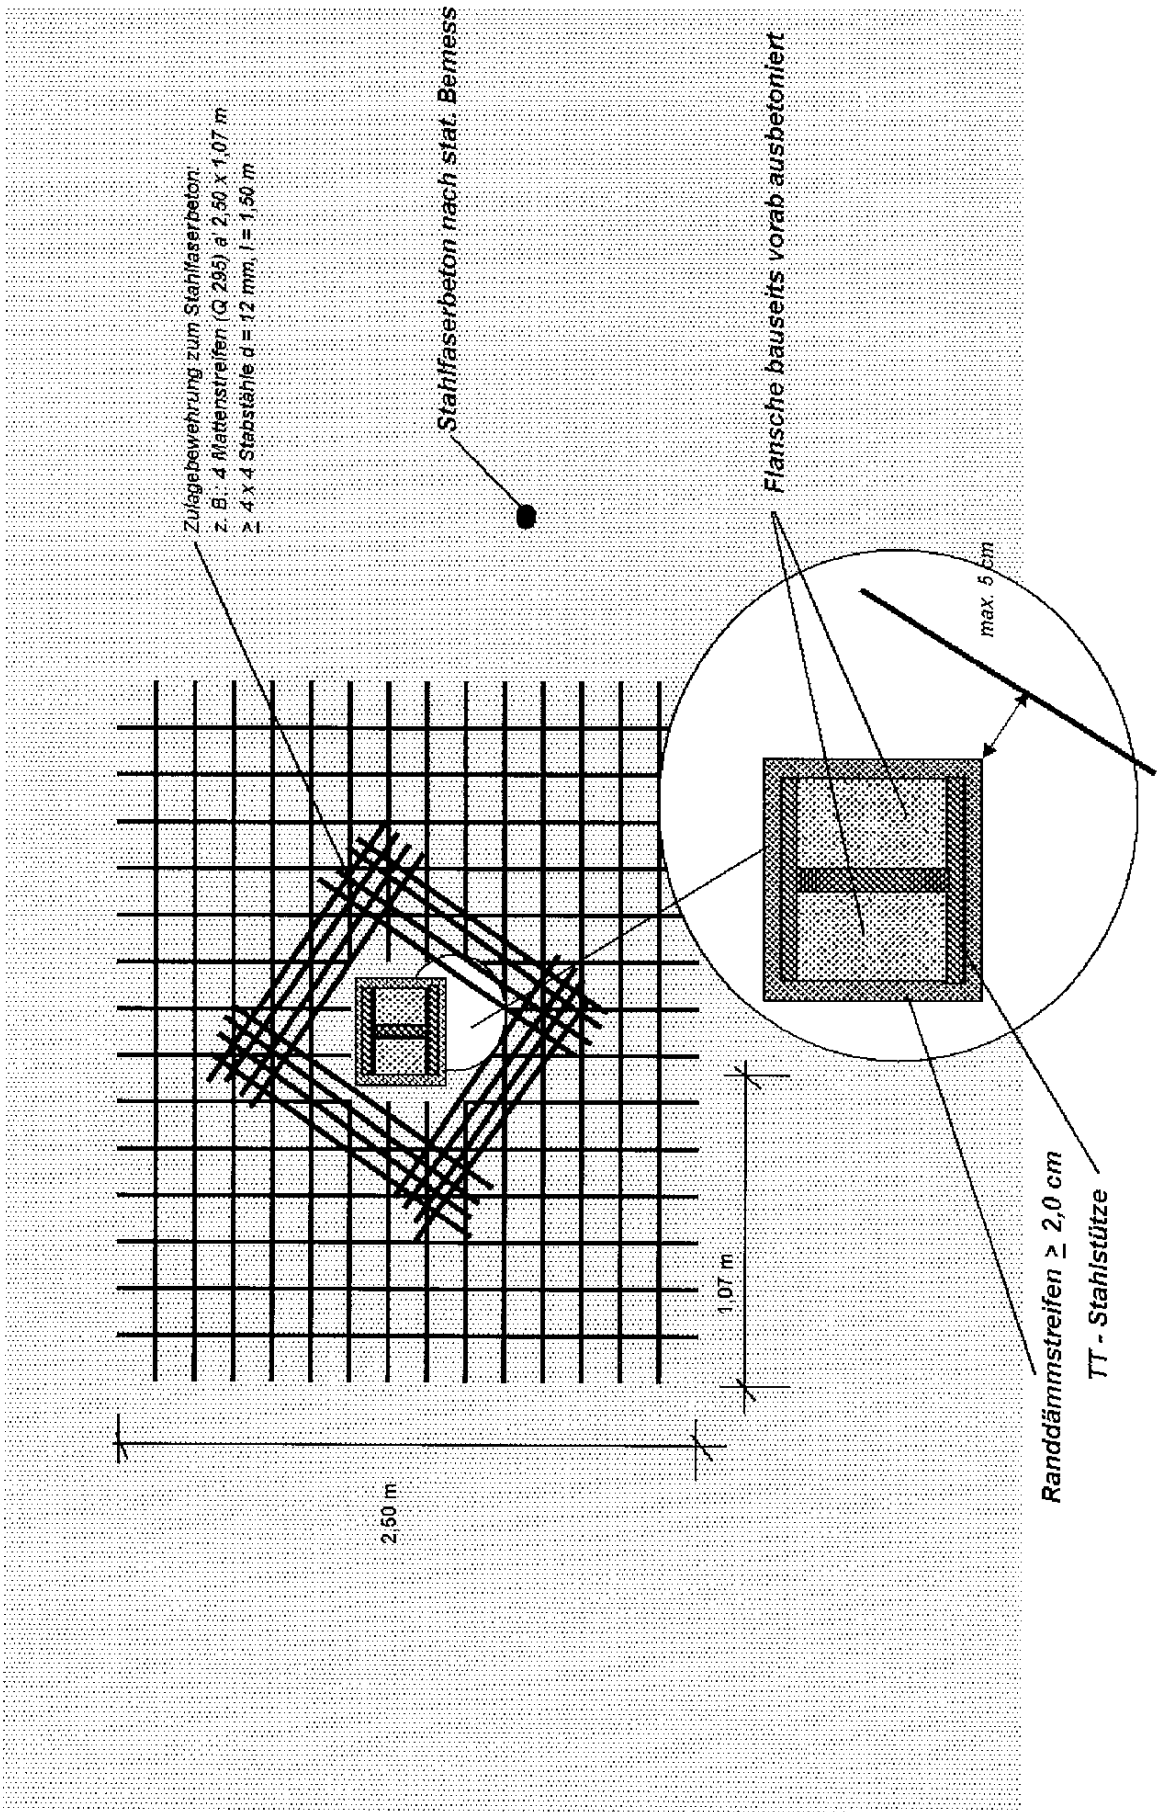 Zulagebewehrung zum Stahlfaserbeton:
z. B.: 4 Mattenstreifen (Q 295) a' 2,50 x 1,07 m
≥ 4 x 4 Stabstähle d = 12 mm, l = 1,50 m
Stahlfaserbeton nach stat. Bemess
Flansche bauseits vorab ausbetoniert
max. 5 cm
1,07 m
2,50 m
Randdämmstreifen ≥ 2,0 cm
TT - Stahlstütze